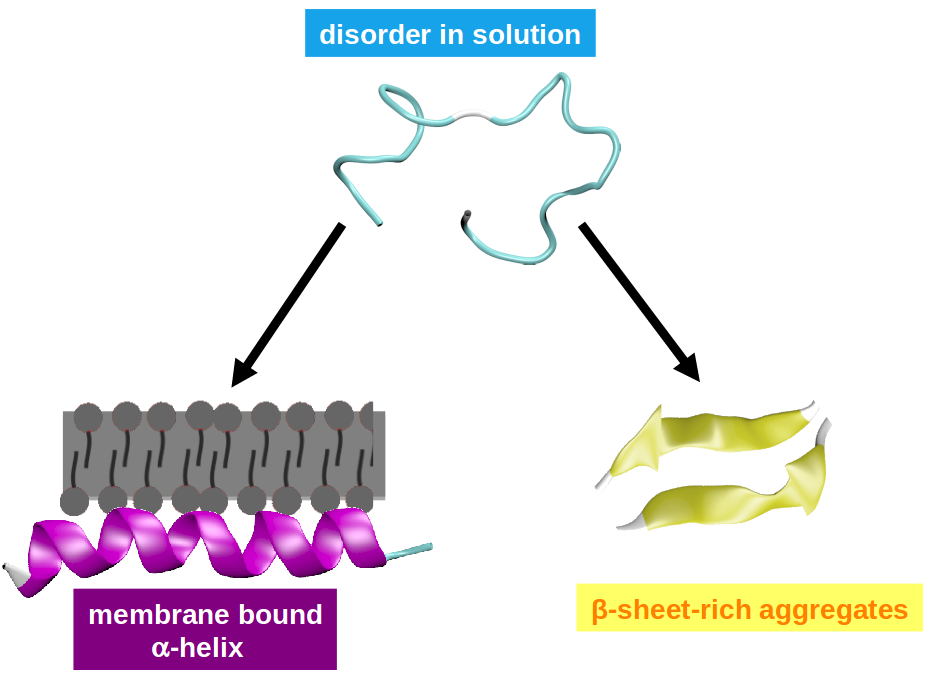 disorder in solution
membrane bound
α-helix
β-sheet-rich aggregates